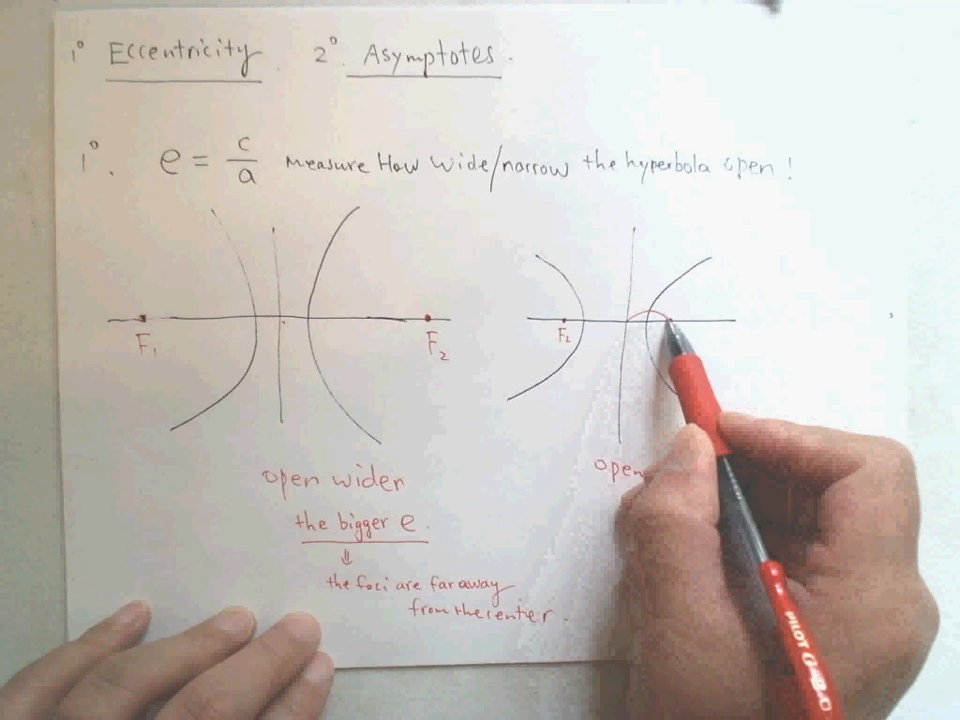 1° Eccentricity. 2°. Asymptotes.
1°. e = c/a measure How wide/narrow the hyperbola open!
F₁ F₂ F₂
open wider open
the bigger e.
⇓
the foci are far away
from the center.
PILOT